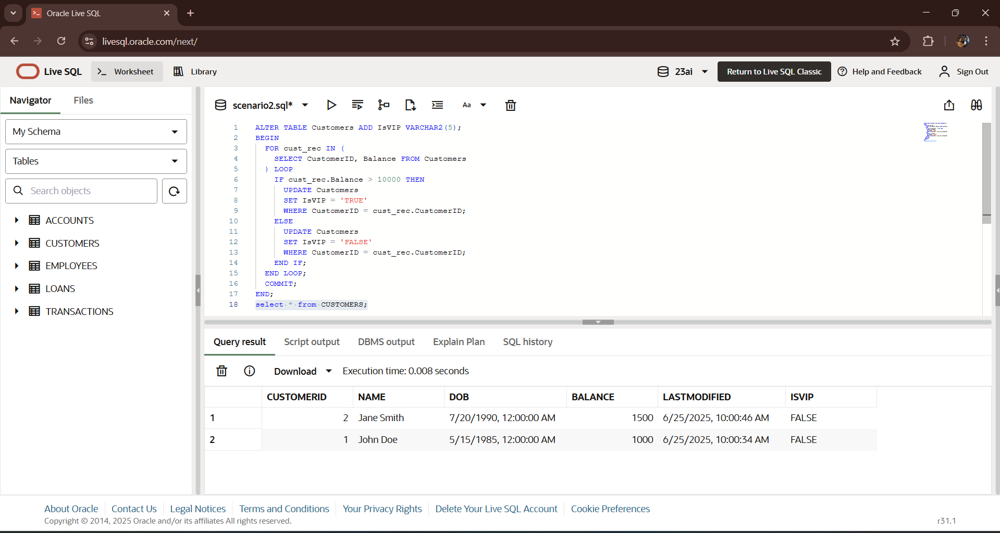 Oracle Live SQL
livesql.oracle.com/next/
Live SQL
Worksheet
Library
23ai
Return to Live SQL Classic
Help and Feedback
Sign Out
Navigator
Files
My Schema
Tables
Search objects
ACCOUNTS
CUSTOMERS
EMPLOYEES
LOANS
TRANSACTIONS
scenario2.sql*
Aa
1 ALTER TABLE Customers ADD IsVIP VARCHAR2(5);
2 BEGIN
3 FOR cust_rec IN (
4 SELECT CustomerID, Balance FROM Customers
5 ) LOOP
6 IF cust_rec.Balance > 10000 THEN
7 UPDATE Customers
8 SET IsVIP = 'TRUE'
9 WHERE CustomerID = cust_rec.CustomerID;
10 ELSE
11 UPDATE Customers
12 SET IsVIP = 'FALSE'
13 WHERE CustomerID = cust_rec.CustomerID;
14 END IF;
15 END LOOP;
16 COMMIT;
17 END;
18 select * from CUSTOMERS;
Query result
Script output
DBMS output
Explain Plan
SQL history
Download
Execution time: 0.008 seconds
CUSTOMERID NAME DOB BALANCE LASTMODIFIED ISVIP
1 2 Jane Smith 7/20/1990, 12:00:00 AM 1500 6/25/2025, 10:00:46 AM FALSE
2 1 John Doe 5/15/1985, 12:00:00 AM 1000 6/25/2025, 10:00:34 AM FALSE
About Oracle
Contact Us
Legal Notices
Terms and Conditions
Your Privacy Rights
Delete Your Live SQL Account
Cookie Preferences
Copyright © 2014, 2025 Oracle and/or its affiliates All rights reserved.
r31.1